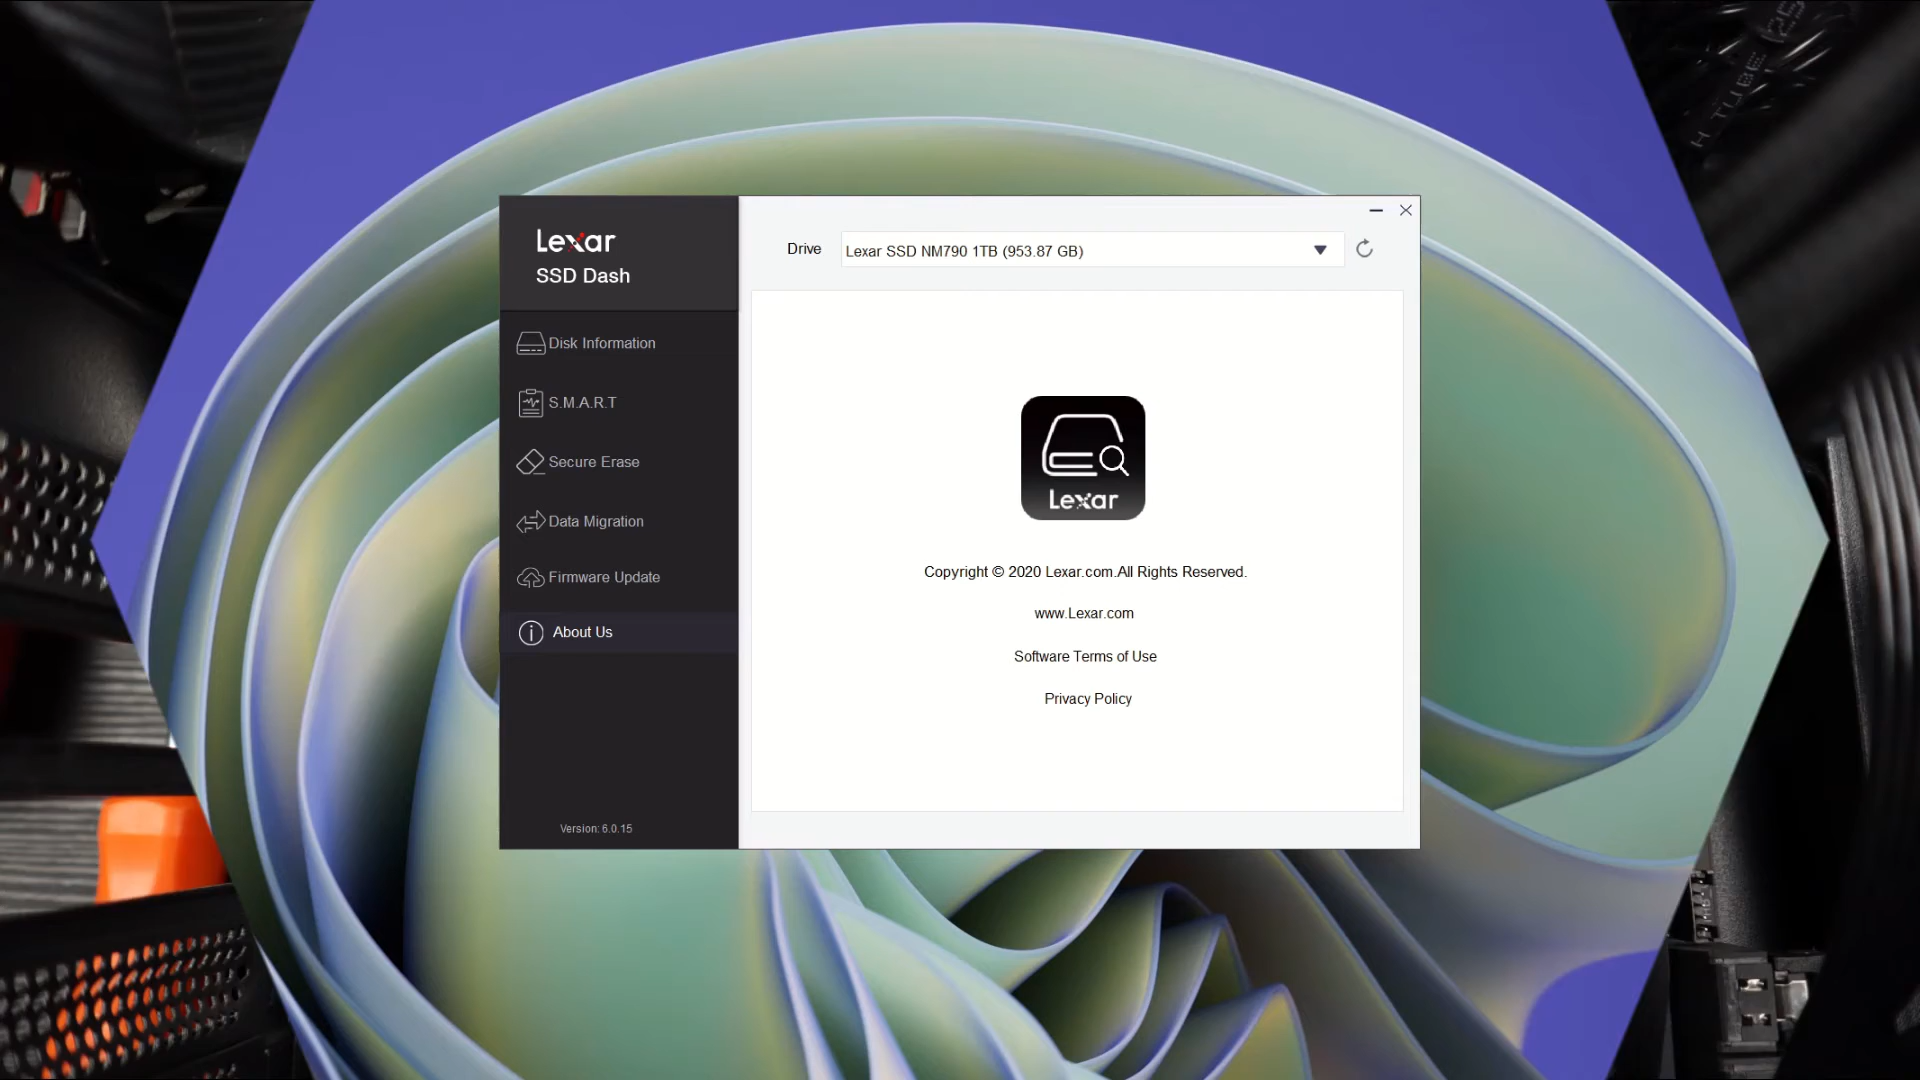 H TUBE
Lexar
SSD Dash
Drive
Lexar SSD NM790 1TB (953.87 GB)
Disk Information
S.M.A.R.T
Secure Erase
Data Migration
Firmware Update
About Us
Version: 6.0.15
Lexar
Copyright © 2020 Lexar.com.All Rights Reserved.
www.Lexar.com
Software Terms of Use
Privacy Policy